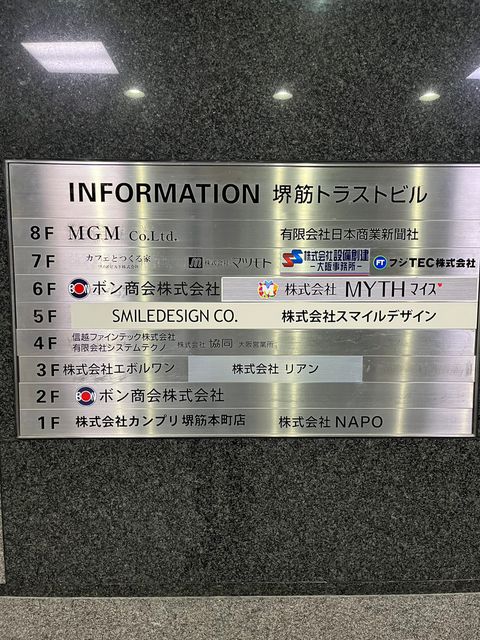 INFORMATION 堺筋トラストビル
8F MGM Co.Ltd. 有限会社日本商業新聞社
7F カフェとつくる家 株式会社マツモト SS 株式会社設備創建 -大阪事務所- FT フジTEC株式会社
6F BON ボン商会株式会社 株式会社 MYTH マイス
5F SMILEDESIGN CO. 株式会社スマイルデザイン
4F 信越ファインテック株式会社 有限会社システムテクノ 株式会社 協同 大阪営業所
3F 株式会社エボルワン 株式会社 リアン
2F BON ボン商会株式会社
1F 株式会社カンプリ 堺筋本町店 株式会社 NAPO